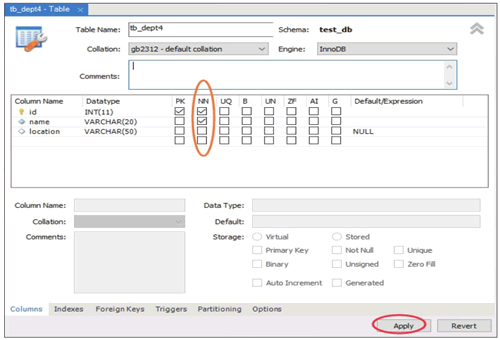 tb_dept4 - Table
Table Name: tb_dept4 Schema: test_db
Collation: gb2312 - default collation Engine: InnoDB
Comments:
Column Name Datatype PK NN UQ B UN ZF AI G Default/Expression
id INT(11)
name VARCHAR(20)
location VARCHAR(50) NULL
Column Name: Data Type:
Collation: Default:
Comments: Storage: Virtual Stored
Primary Key Not Null Unique
Binary Unsigned Zero Fill
Auto Increment Generated
Columns Indexes Foreign Keys Triggers Partitioning Options
Apply Revert